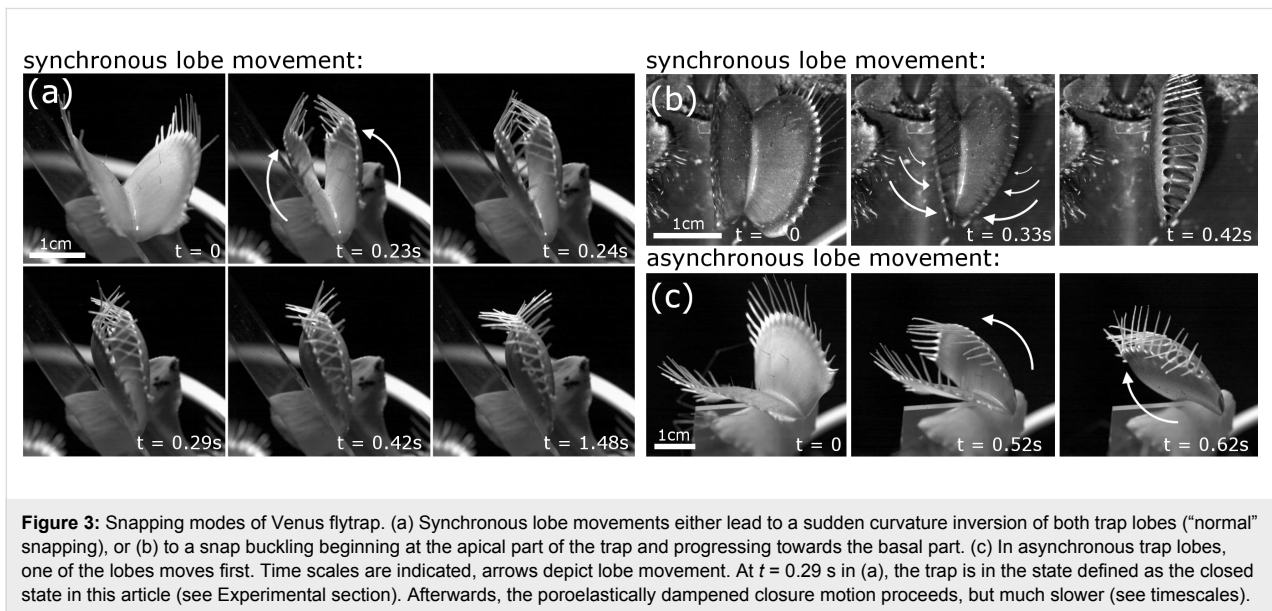 synchronous lobe movement:
(a)
1cm
t = 0
t = 0.23s
t = 0.24s
t = 0.29s
t = 0.42s
t = 1.48s
synchronous lobe movement:
(b)
1cm
t = 0
t = 0.33s
t = 0.42s
asynchronous lobe movement:
(c)
1cm
t = 0
t = 0.52s
t = 0.62s
Figure 3: Snapping modes of Venus flytrap. (a) Synchronous lobe movements either lead to a sudden curvature inversion of both trap lobes (“normal”
snapping), or (b) to a snap buckling beginning at the apical part of the trap and progressing towards the basal part. (c) In asynchronous trap lobes,
one of the lobes moves first. Time scales are indicated, arrows depict lobe movement. At t = 0.29 s in (a), the trap is in the state defined as the closed
state in this article (see Experimental section). Afterwards, the poroelastically dampened closure motion proceeds, but much slower (see timescales).